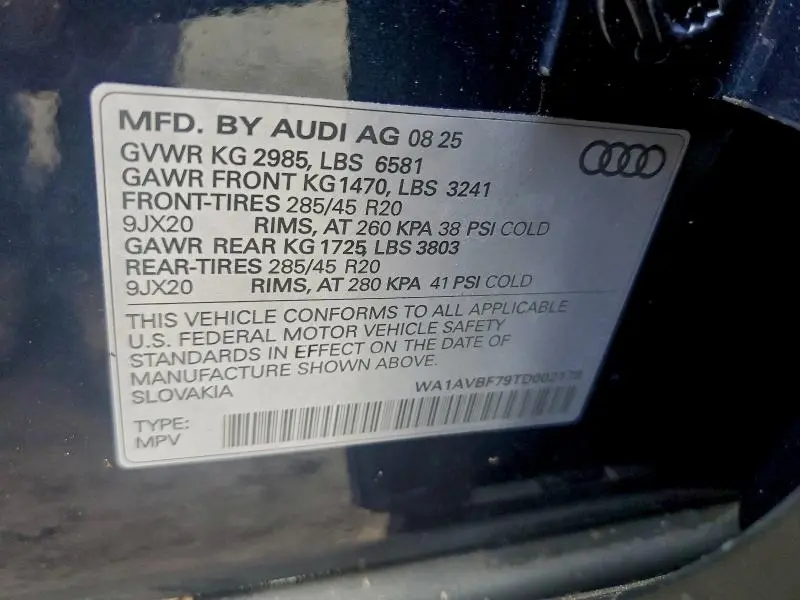 MFD. BY AUDI AG 08 25
GVWR KG 2985, LBS 6581
GAWR FRONT KG1470, LBS 3241
FRONT-TIRES 285/45 R20
9JX20 RIMS, AT 260 KPA 38 PSI COLD
GAWR REAR KG 1725, LBS 3803
REAR-TIRES 285/45 R20
9JX20 RIMS, AT 280 KPA 41 PSI COLD
THIS VEHICLE CONFORMS TO ALL APPLICABLE
U.S. FEDERAL MOTOR VEHICLE SAFETY
STANDARDS IN EFFECT ON THE DATE OF
MANUFACTURE SHOWN ABOVE.
SLOVAKIA
TYPE:
MPV